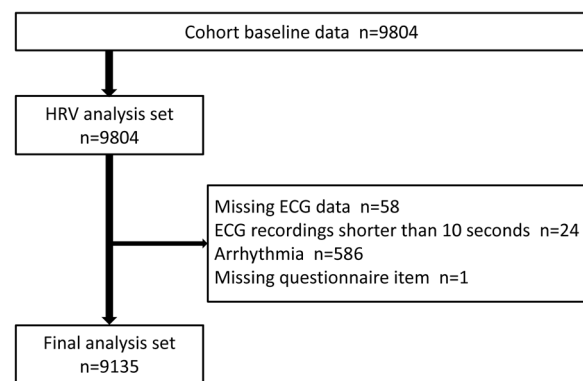 Cohort baseline data n=9804
HRV analysis set
n=9804
Missing ECG data n=58
ECG recordings shorter than 10 seconds n=24
Arrhythmia n=586
Missing questionnaire item n=1
Final analysis set
n=9135